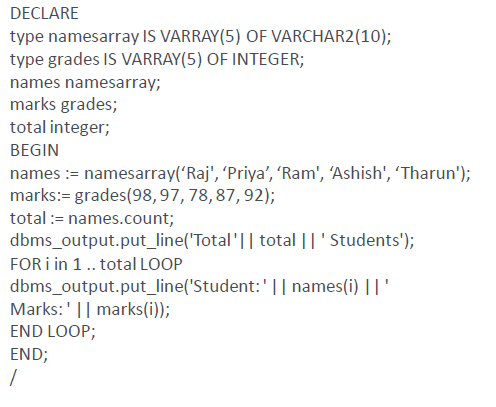 DECLARE
type namesarray IS VARRAY(5) OF VARCHAR2(10);
type grades IS VARRAY(5) OF INTEGER;
names namesarray;
marks grades;
total integer;
BEGIN
names := namesarray(‘Raj', ‘Priya’, ‘Ram', ‘Ashish', ‘Tharun');
marks:= grades(98, 97, 78, 87, 92);
total := names.count;
dbms_output.put_line('Total '|| total || ' Students');
FOR i in 1 .. total LOOP
dbms_output.put_line('Student: ' || names(i) || '
Marks: ' || marks(i));
END LOOP;
END;
/